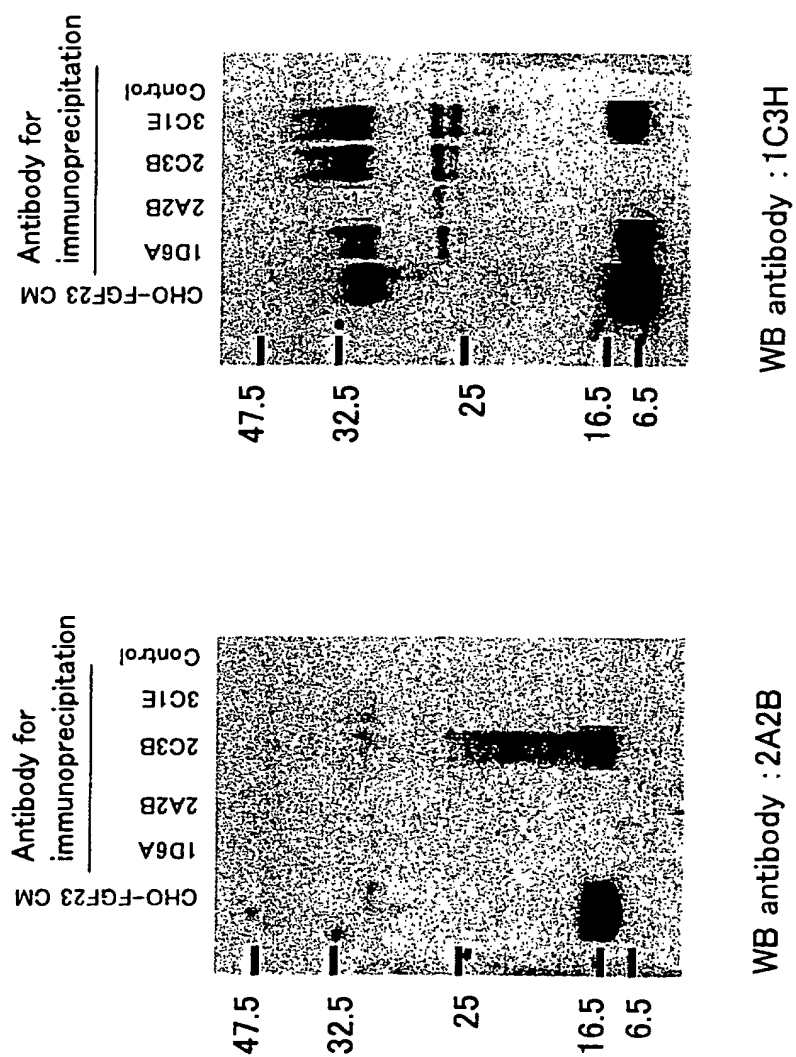 Antibody for
immunoprecipitation
CHO-FGF23 CM
1D6A
2A2B
2C3B
3C1E
Control
47.5
32.5
25
16.5
6.5
WB antibody : 1C3H
Antibody for
immunoprecipitation
CHO-FGF23 CM
1D6A
2A2B
2C3B
3C1E
Control
47.5
32.5
25
16.5
6.5
WB antibody : 2A2B